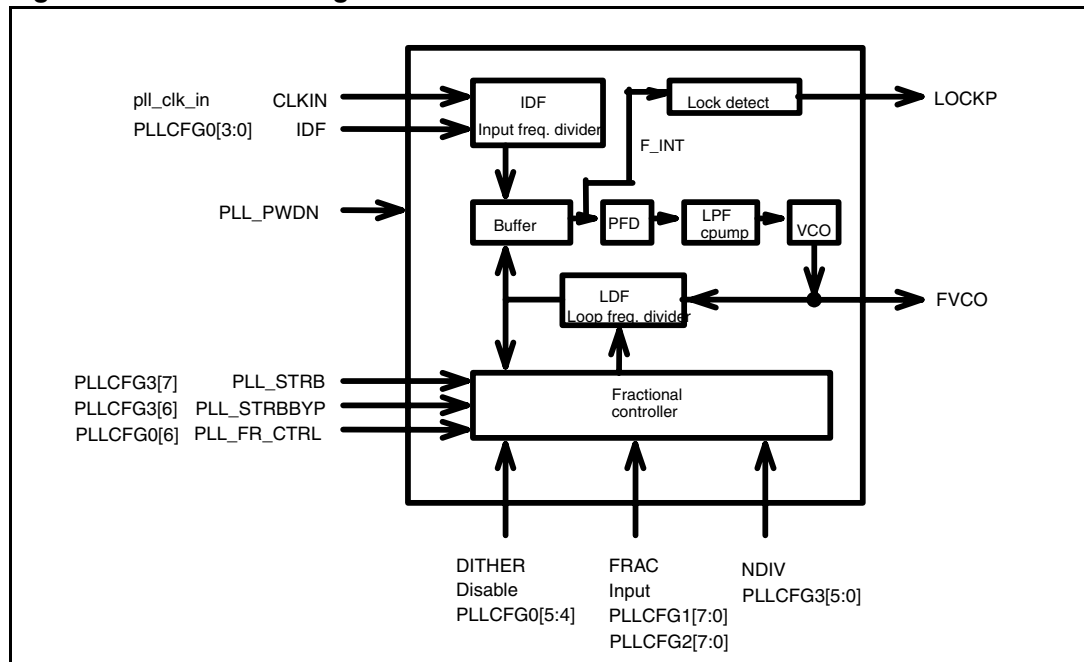 pll_clk_in CLKIN
PLLCFG0[3:0] IDF
IDF
Input freq. divider
Lock detect
LOCKP
F_INT
PLL_PWDN
Buffer
PFD
LPF
cpump
VCO
LDF
Loop freq. divider
FVCO
PLLCFG3[7] PLL_STRB
PLLCFG3[6] PLL_STRBBYP
PLLCFG0[6] PLL_FR_CTRL
Fractional
controller
DITHER
Disable
PLLCFG0[5:4]
FRAC
Input
PLLCFG1[7:0]
PLLCFG2[7:0]
NDIV
PLLCFG3[5:0]